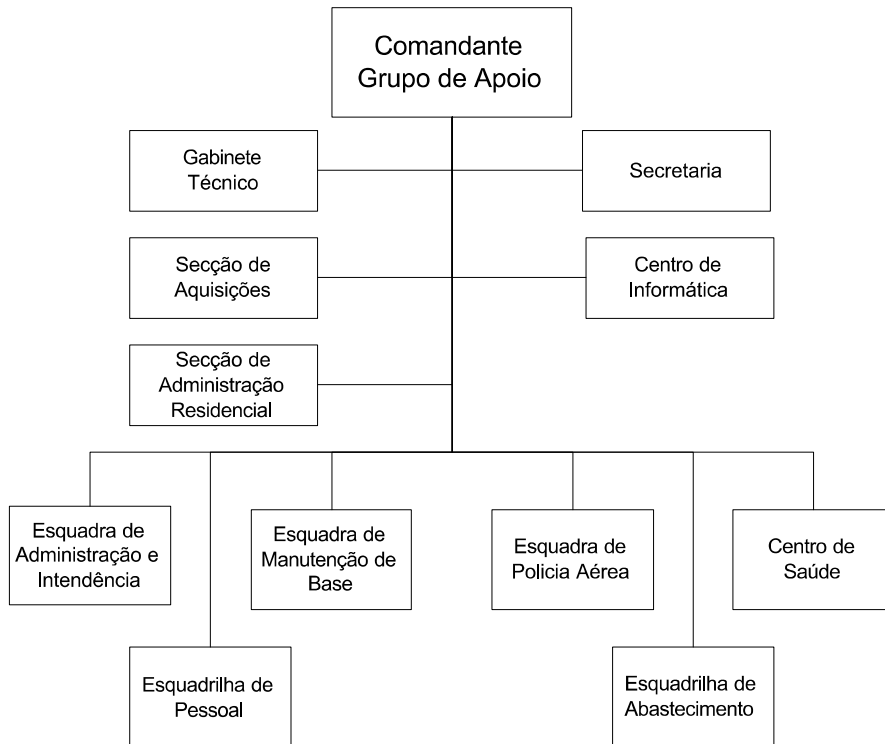 Comandante
Grupo de Apoio
Gabinete
Técnico
Secretaria
Secção de
Aquisições
Centro de
Informática
Secção de
Administração
Residencial
Esquadra de
Administração e
Intendência
Esquadra de
Manutenção de
Base
Esquadra de
Policia Aérea
Centro de
Saúde
Esquadrilha de
Pessoal
Esquadrilha de
Abastecimento